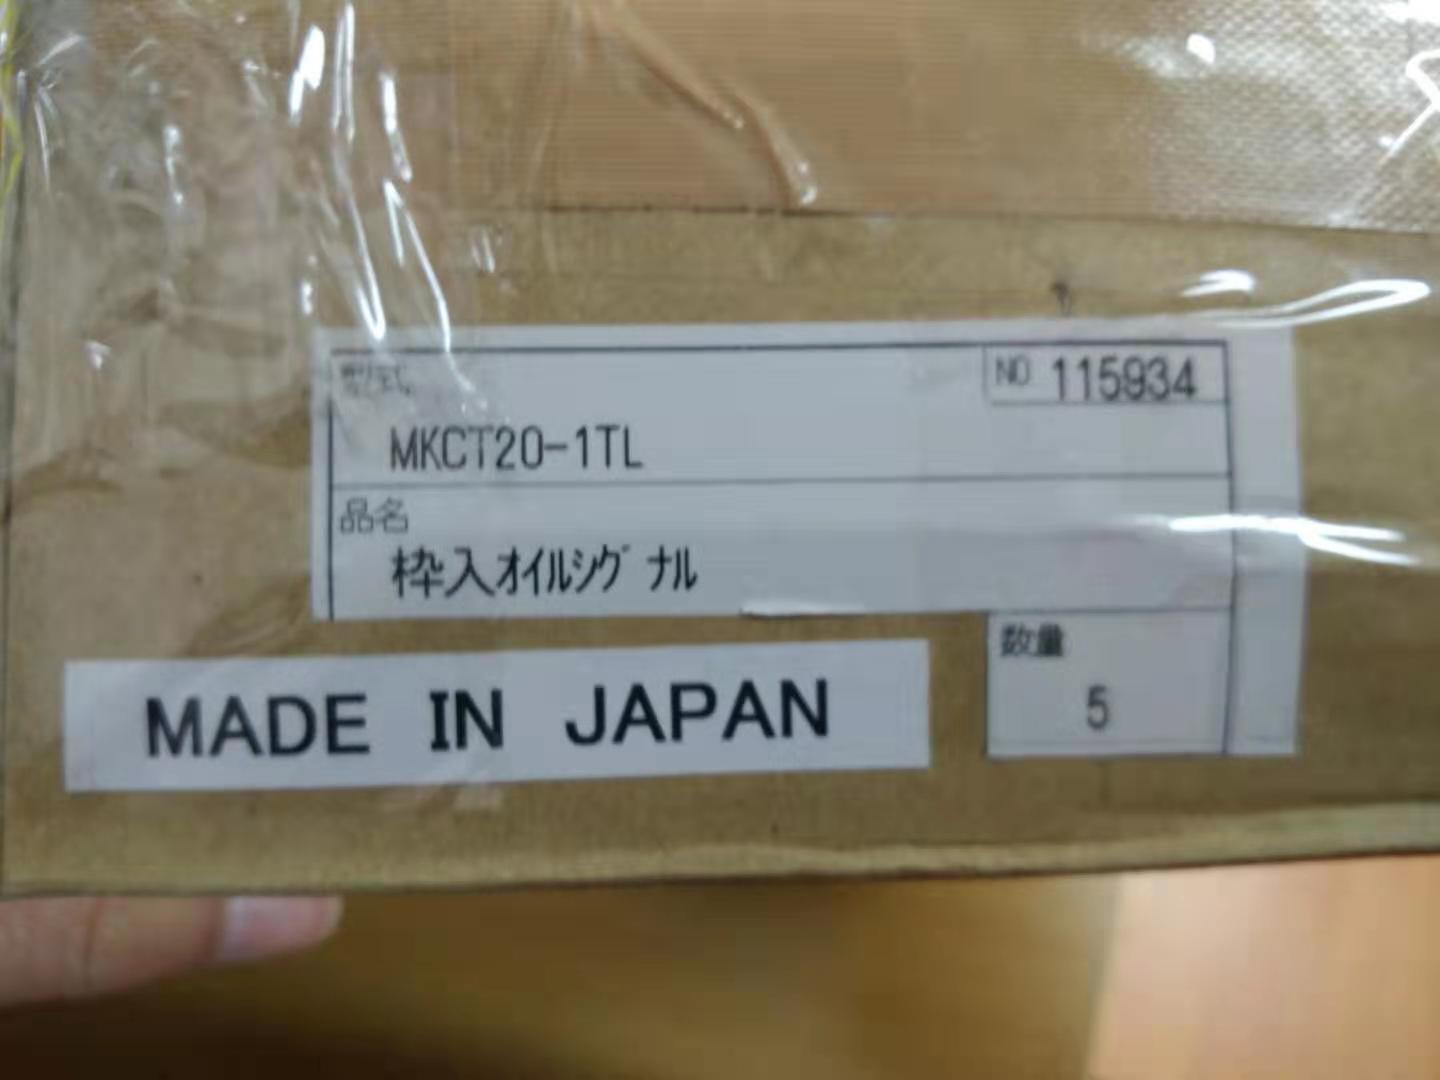 型式
NO 115934
MKCT20-1TL
品名
枠入オイルシグナル
数量
5
MADE IN JAPAN